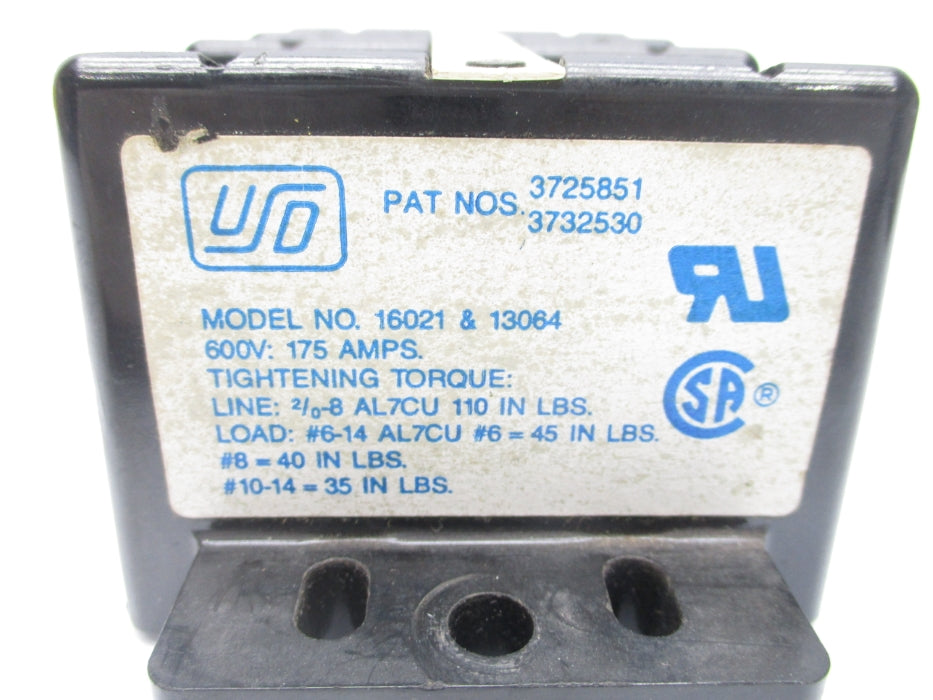 USD
PAT NOS. 3725851
3732530
RU
MODEL NO. 16021 & 13064
600V: 175 AMPS.
TIGHTENING TORQUE:
LINE: 2/0-8 AL7CU 110 IN LBS.
SA ®
LOAD: #6-14 AL7CU #6 = 45 IN LBS.
#8 = 40 IN LBS.
#10-14 = 35 IN LBS.